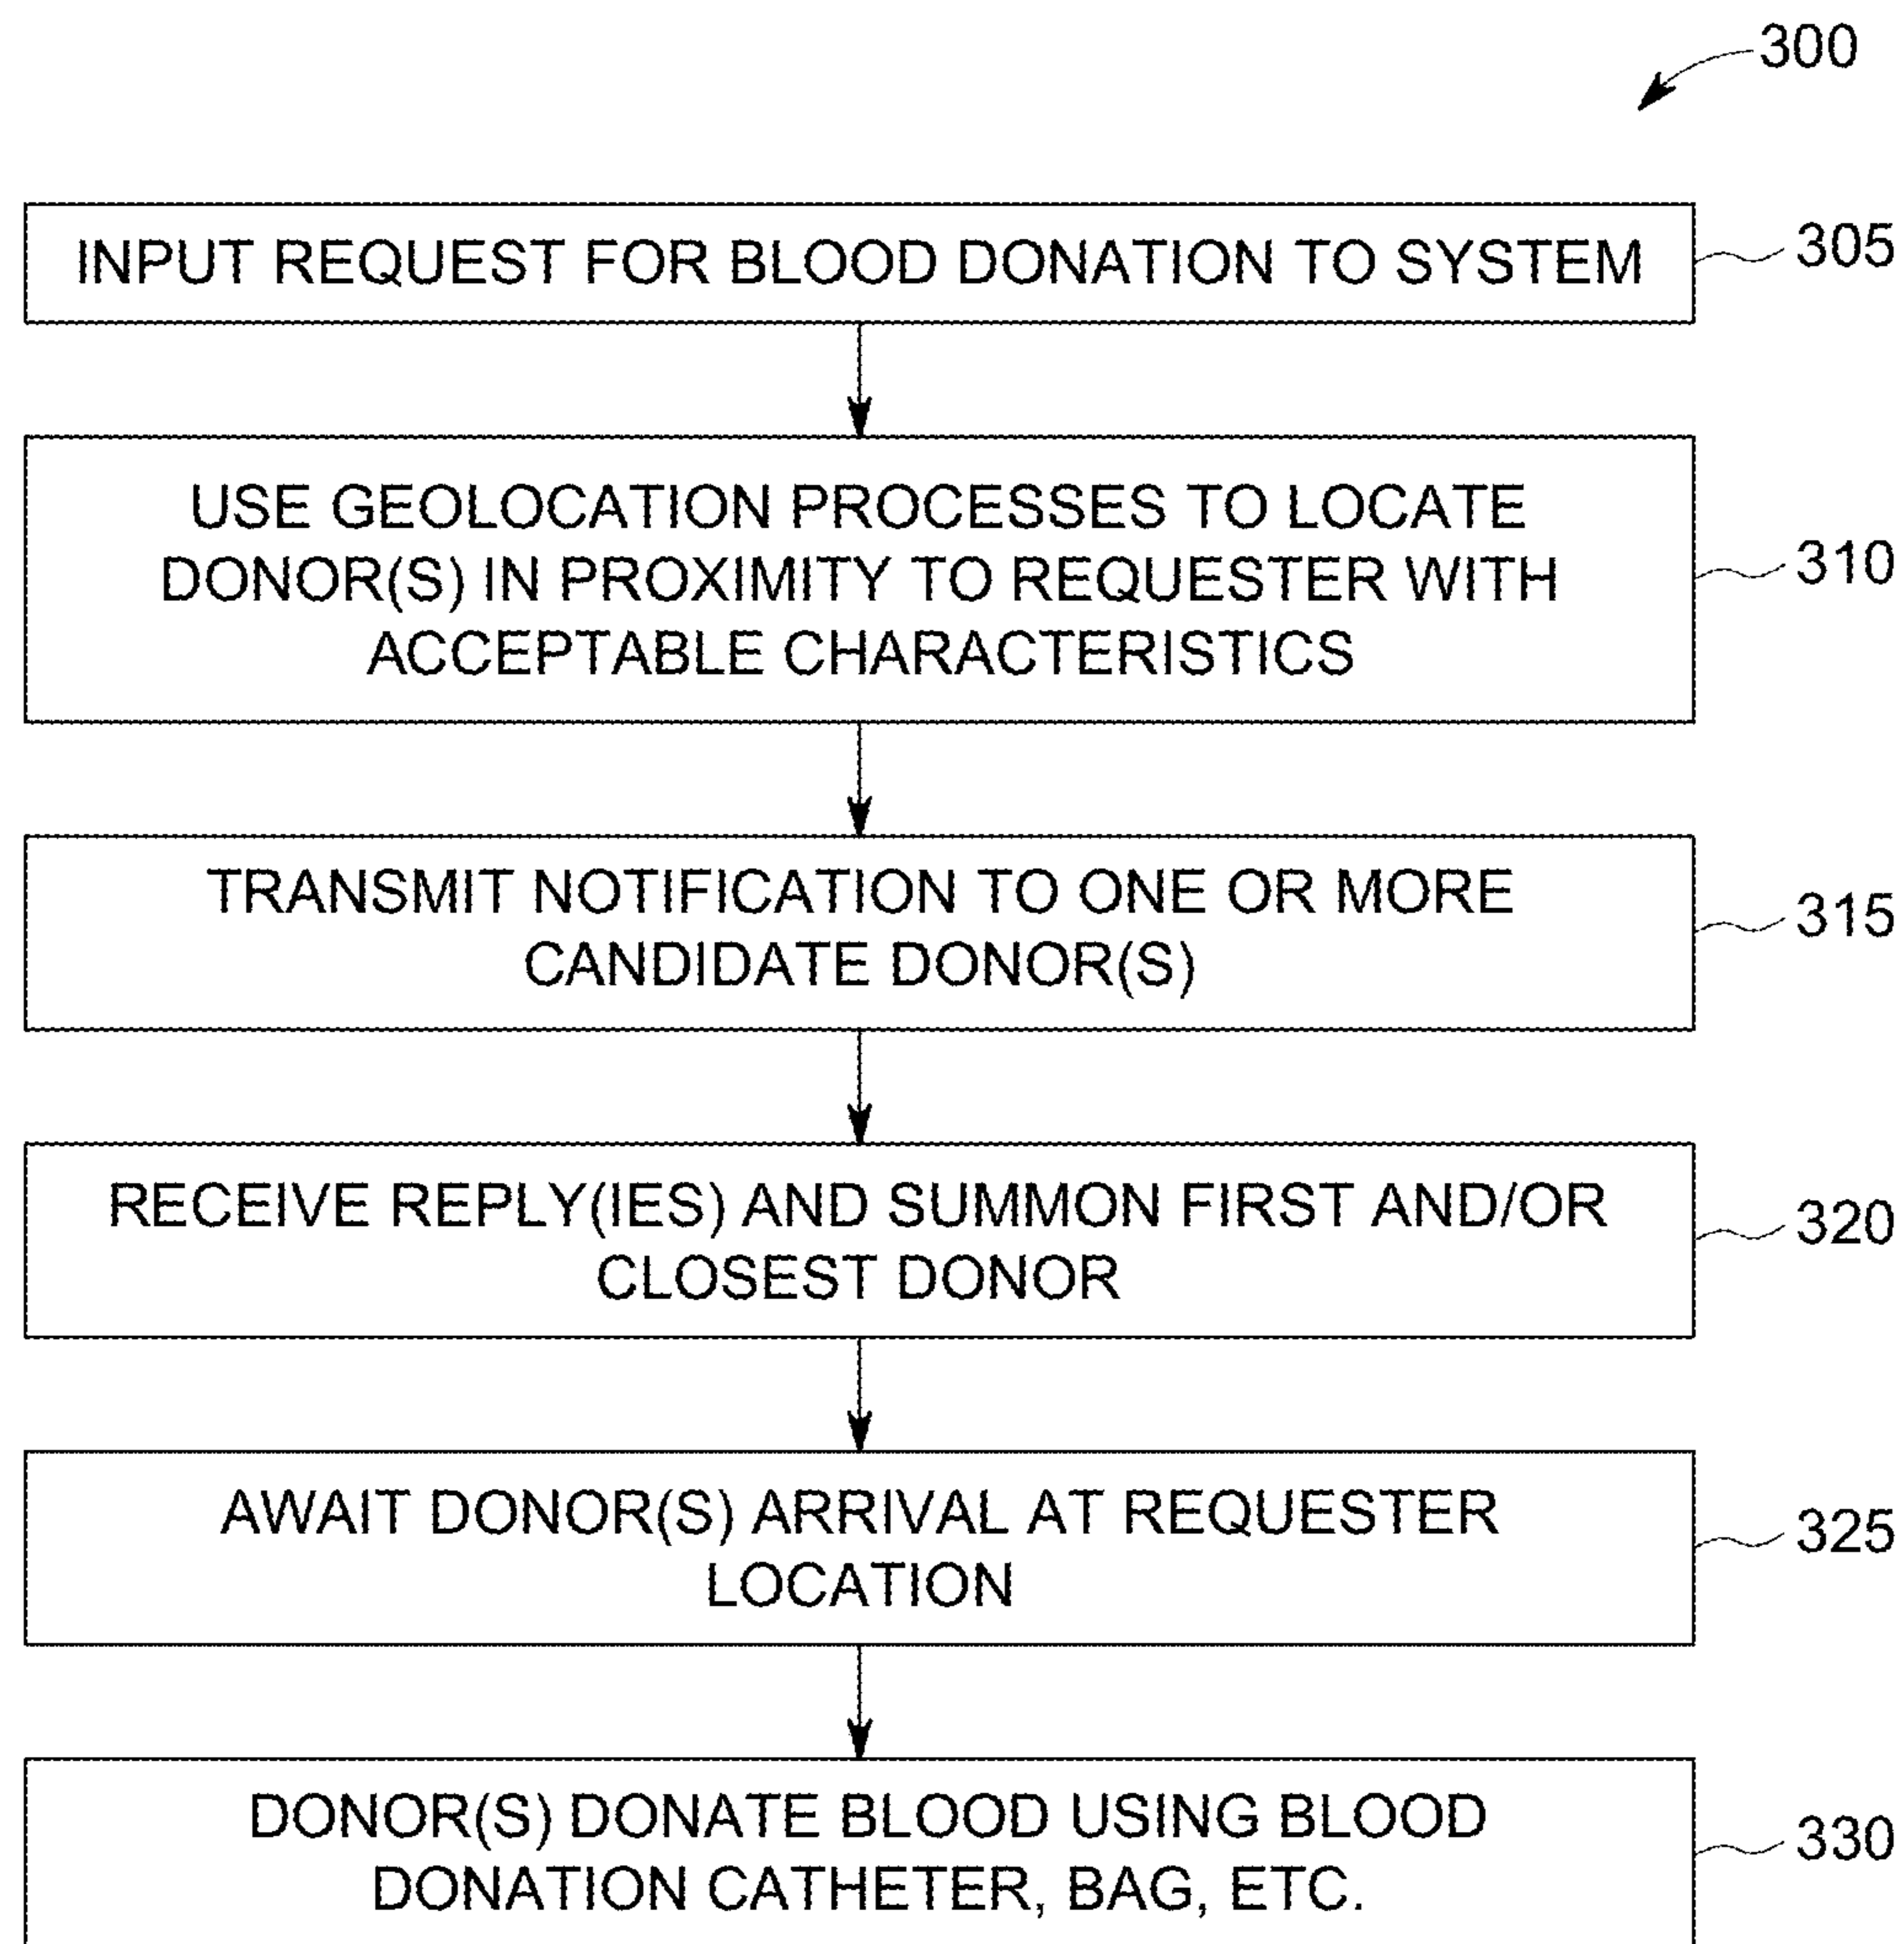 300
INPUT REQUEST FOR BLOOD DONATION TO SYSTEM
305
USE GEOLOCATION PROCESSES TO LOCATE
DONOR(S) IN PROXIMITY TO REQUESTER WITH
ACCEPTABLE CHARACTERISTICS
310
TRANSMIT NOTIFICATION TO ONE OR MORE
CANDIDATE DONOR(S)
315
RECEIVE REPLY(IES) AND SUMMON FIRST AND/OR
CLOSEST DONOR
320
AWAIT DONOR(S) ARRIVAL AT REQUESTER
LOCATION
325
DONOR(S) DONATE BLOOD USING BLOOD
DONATION CATHETER, BAG, ETC.
330